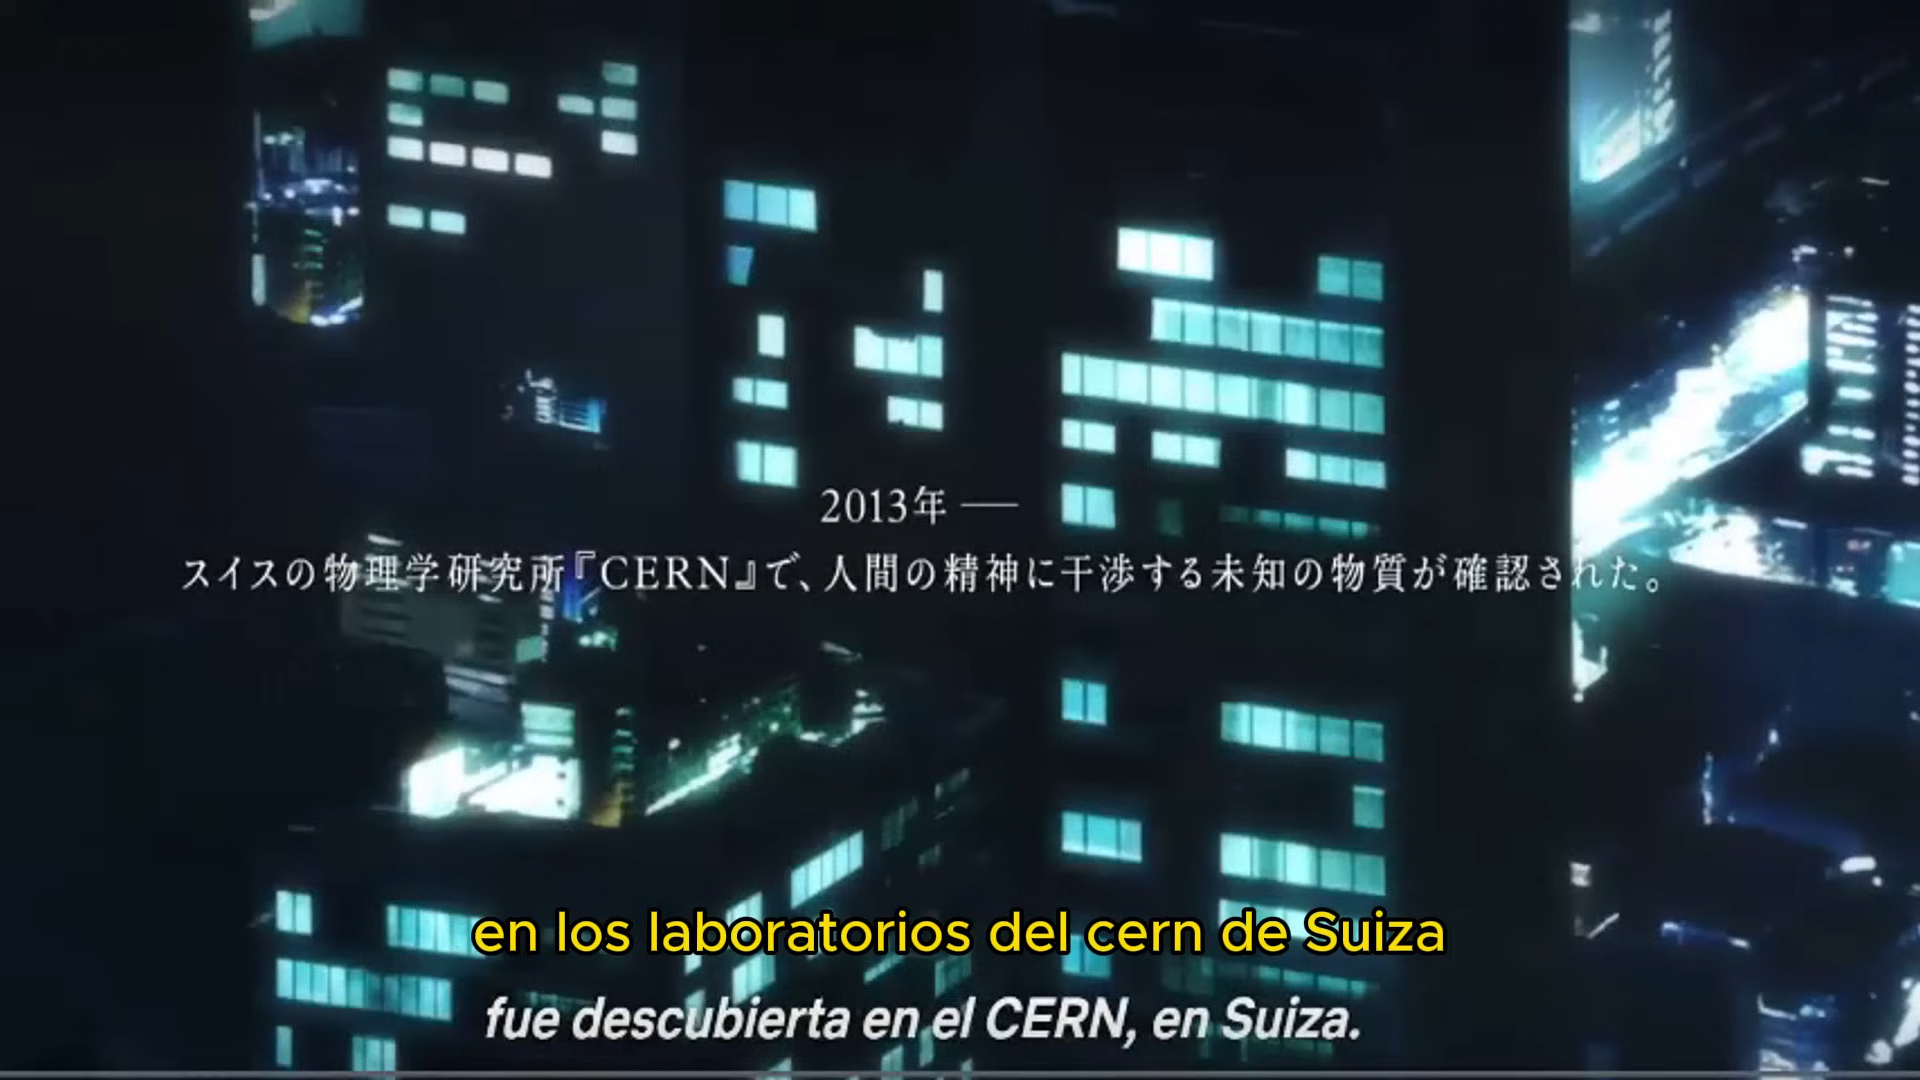 2013年 ——
スイスの物理学研究所『CERN』で、人間の精神に干渉する未知の物質が確認された。
en los laboratorios del cern de Suiza
fue descubierta en el CERN, en Suiza.